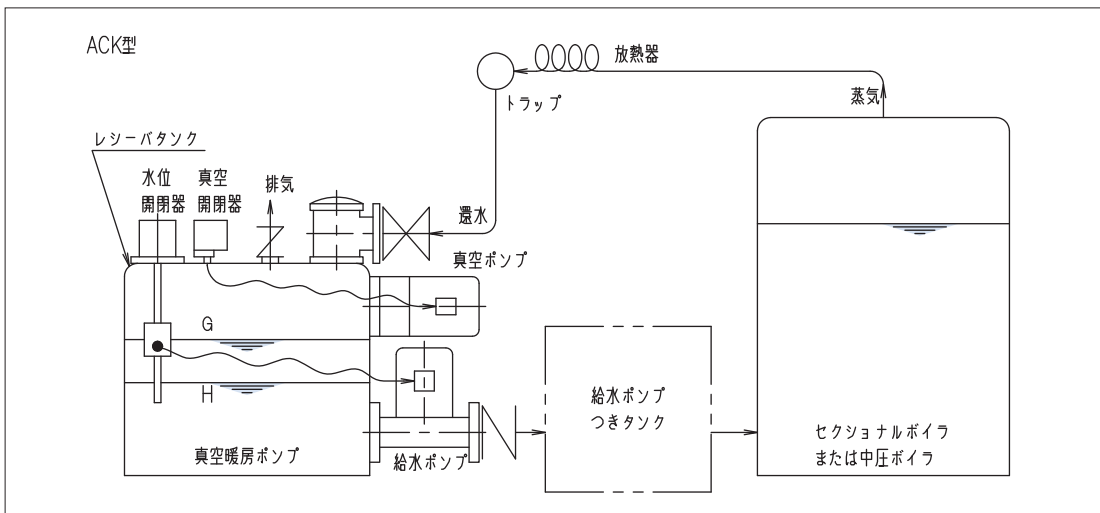 ACK型
放熱器
トラップ
蒸気
レシーバタンク
水位
開閉器
真空
開閉器
排気
還水
真空ポンプ
G
H
給水ポンプ
つきタンク
セクショナルボイラ
または中圧ボイラ
真空暖房ポンプ
給水ポンプ